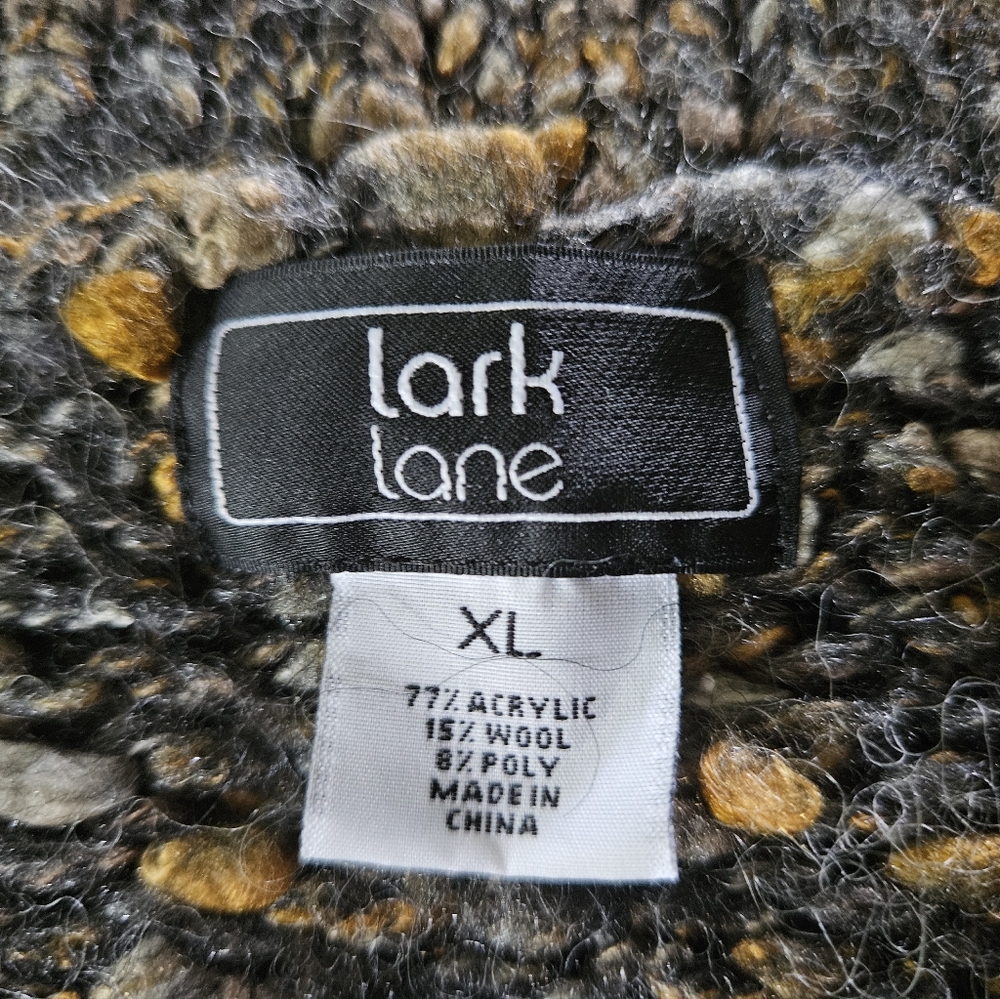 lark
lane
XL
77% ACRYLIC
15% WOOL
8% POLY
MADE IN
CHINA